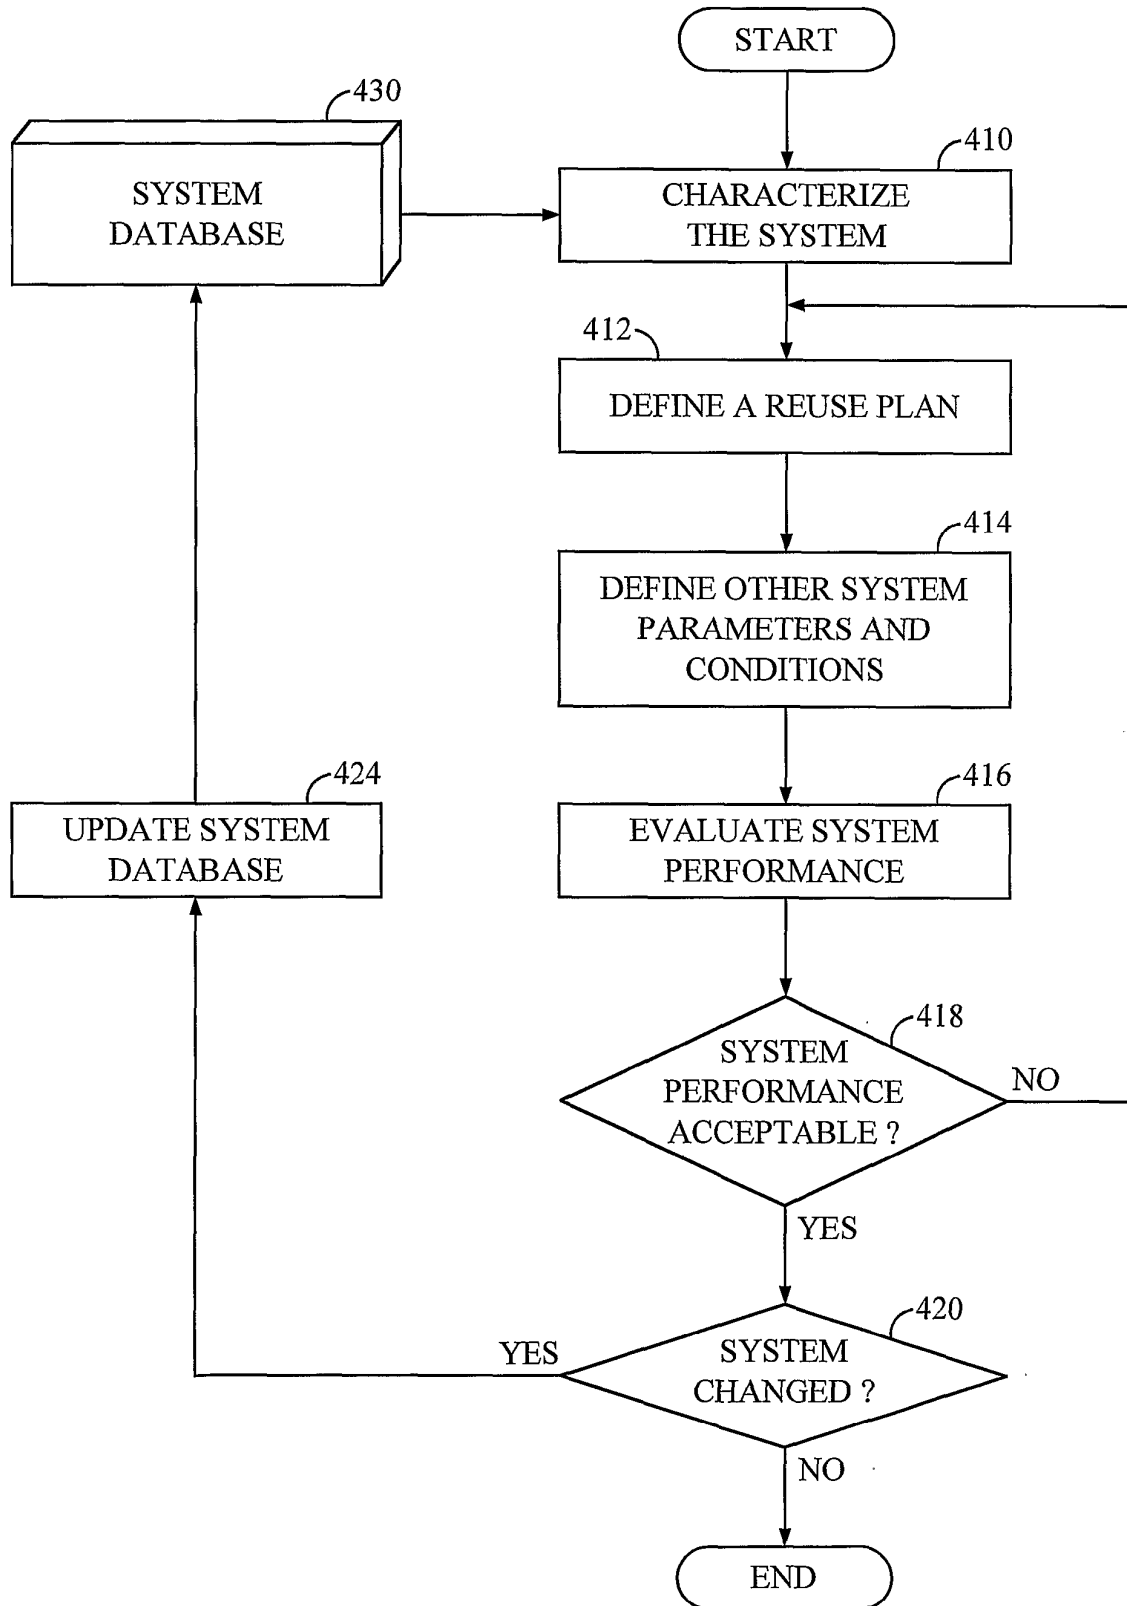 START
430
SYSTEM
DATABASE
410
CHARACTERIZE
THE SYSTEM
412
DEFINE A REUSE PLAN
414
DEFINE OTHER SYSTEM
PARAMETERS AND
CONDITIONS
424
UPDATE SYSTEM
DATABASE
416
EVALUATE SYSTEM
PERFORMANCE
418
SYSTEM
PERFORMANCE
ACCEPTABLE ?
NO
YES
420
SYSTEM
CHANGED ?
YES
NO
END